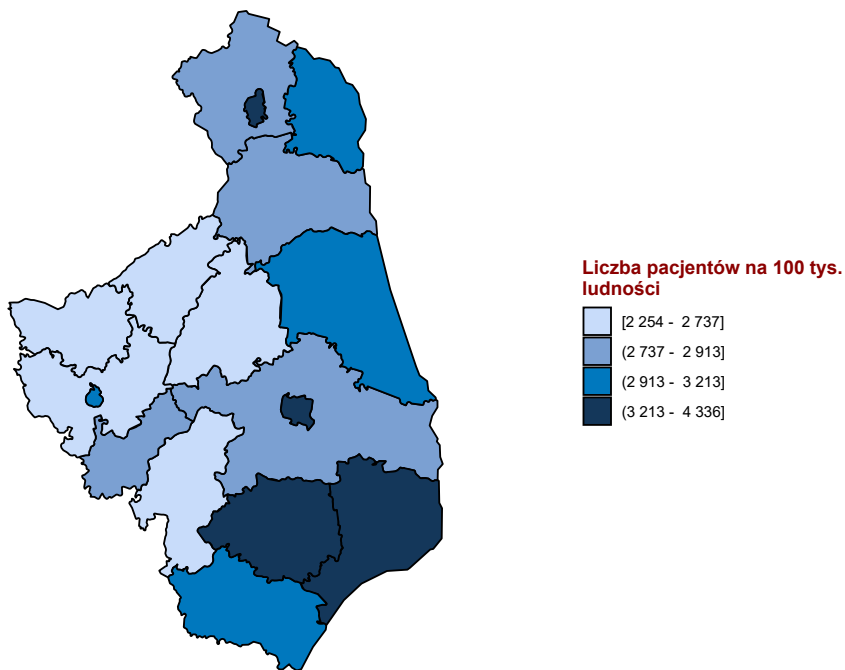 Liczba pacjentów na 100 tys.
ludności
[2 254 - 2 737]
(2 737 - 2 913]
(2 913 - 3 213]
(3 213 - 4 336]